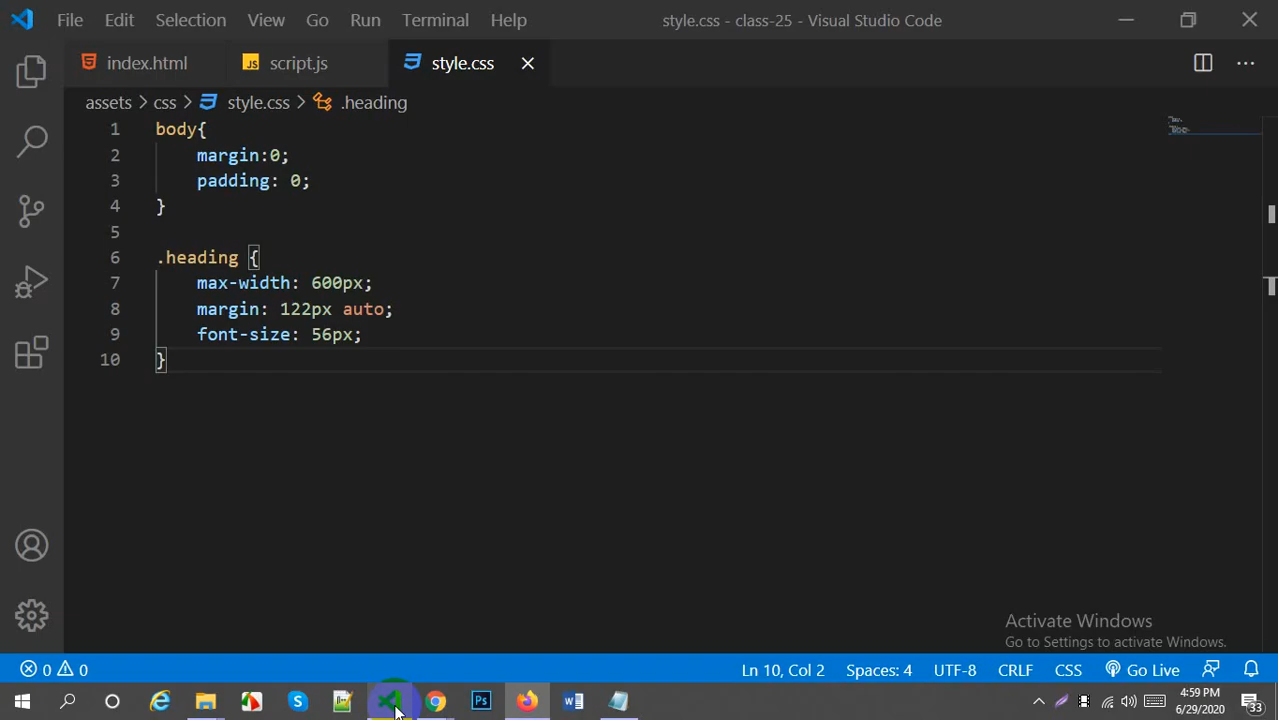 File Edit Selection View Go Run Terminal Help style.css - class-25 - Visual Studio Code
index.html JS script.js style.css
assets > css > style.css > .heading
1 body{
2 margin:0;
3 padding: 0;
4 }
5
6 .heading {
7 max-width: 600px;
8 margin: 122px auto;
9 font-size: 56px;
10 }
Activate Windows
Go to Settings to activate Windows.
0 0 Ln 10, Col 2 Spaces: 4 UTF-8 CRLF CSS Go Live
Ps 4:59 PM
6/29/2020 33